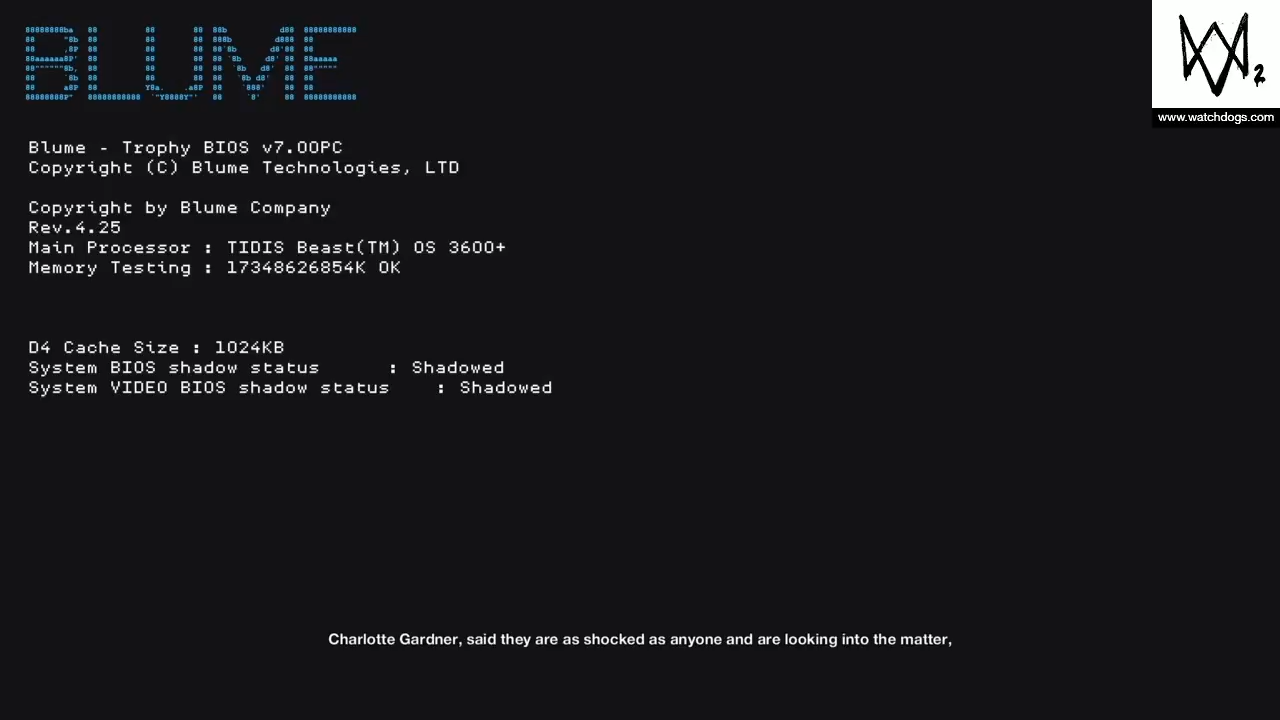 BLUME
2
www.watchdogs.com
Blume - Trophy BIOS v7.00PC
Copyright (C) Blume Technologies, LTD
Copyright by Blume Company
Rev.4.25
Main Processor : TIDIS Beast(TM) OS 3600+
Memory Testing : 17348626854K OK
D4 Cache Size : 1024KB
System BIOS shadow status : Shadowed
System VIDEO BIOS shadow status : Shadowed
Charlotte Gardner, said they are as shocked as anyone and are looking into the matter,